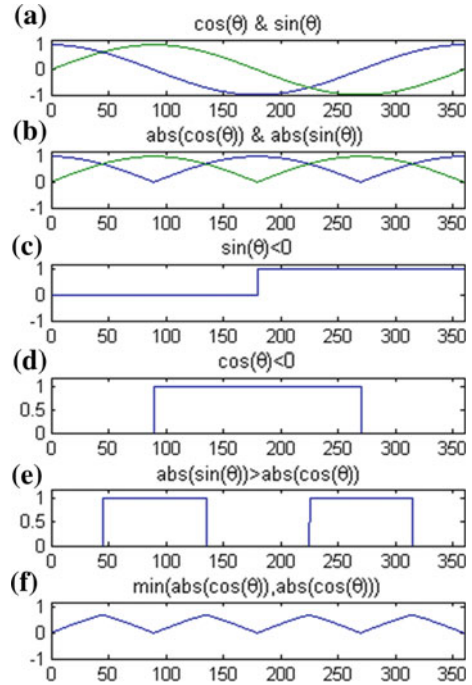 (a)
cos(θ) & sin(θ)
1
0
-1
0 50 100 150 200 250 300 350
(b)
abs(cos(θ)) & abs(sin(θ))
1
0
-1
0 50 100 150 200 250 300 350
(c)
sin(θ)<0
1
0
-1
0 50 100 150 200 250 300 350
(d)
cos(θ)<0
1
0.5
0
0 50 100 150 200 250 300 350
(e)
abs(sin(θ))>abs(cos(θ))
1
0.5
0
0 50 100 150 200 250 300 350
(f)
min(abs(cos(θ)),abs(cos(θ)))
1
0
-1
0 50 100 150 200 250 300 350